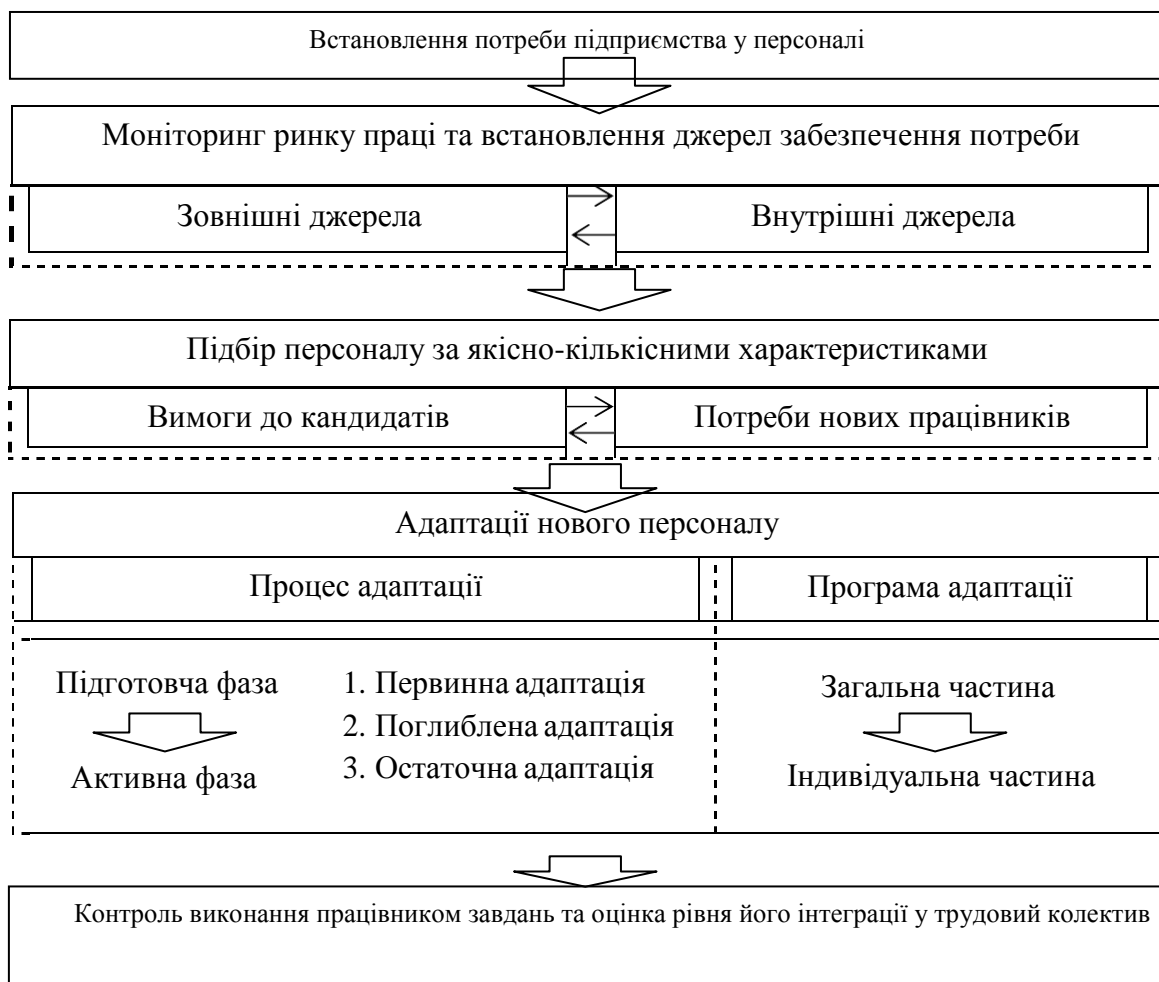 Встановлення потреби підприємства у персоналі
Моніторинг ринку праці та встановлення джерел забезпечення потреби
Зовнішні джерела
Внутрішні джерела
Підбір персоналу за якісно-кількісними характеристиками
Вимоги до кандидатів
Потреби нових працівників
Адаптації нового персоналу
Процес адаптації
Програма адаптації
Підготовча фаза
Активна фаза
1. Первинна адаптація
2. Поглиблена адаптація
3. Остаточна адаптація
Загальна частина
Індивідуальна частина
Контроль виконання працівником завдань та оцінка рівня його інтеграції у трудовий колектив